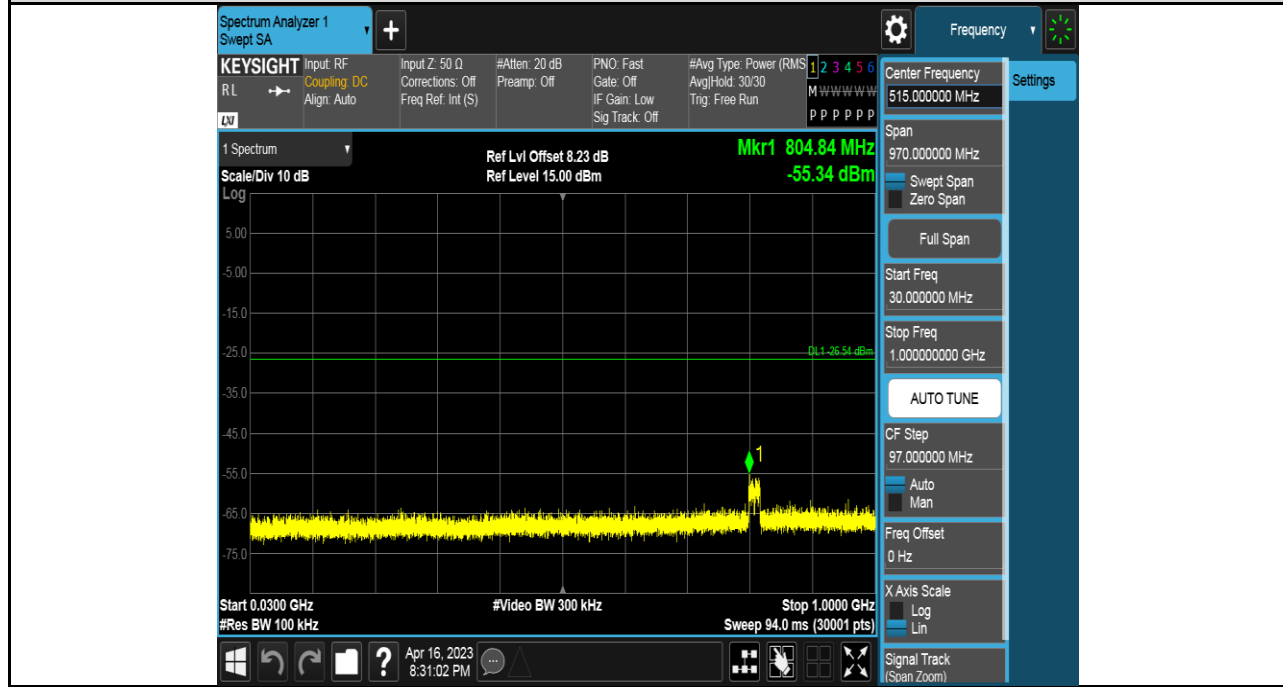 Spectrum Analyzer 1
Swept SA
+
Frequency
KEYSIGHT
RL
LXI
Input: RF
Coupling: DC
Align: Auto
Input Z: 50 Ω
Corrections: Off
Freq Ref: Int (S)
#Atten: 20 dB
Preamp: Off
PNO: Fast
Gate: Off
IF Gain: Low
Sig Track: Off
#Avg Type: Power (RMS
Avg|Hold: 30/30
Trig: Free Run
1 2 3 4 5 6
M W W W W W
P P P P P P
1 Spectrum
Scale/Div 10 dB
Log
Ref Lvl Offset 8.23 dB
Ref Level 15.00 dBm
Mkr1 804.84 MHz
-55.34 dBm
5.00
-5.00
-15.0
-25.0
DL1 -26.54 dBm
-35.0
-45.0
1
-55.0
-65.0
-75.0
Start 0.0300 GHz
#Res BW 100 kHz
#Video BW 300 kHz
Stop 1.0000 GHz
Sweep 94.0 ms (30001 pts)
?
Apr 16, 2023
8:31:02 PM
Center Frequency
515.000000 MHz
Settings
Span
970.000000 MHz
Swept Span
Zero Span
Full Span
Start Freq
30.000000 MHz
Stop Freq
1.000000000 GHz
AUTO TUNE
CF Step
97.000000 MHz
Auto
Man
Freq Offset
0 Hz
X Axis Scale
Log
Lin
Signal Track
(Span Zoom)